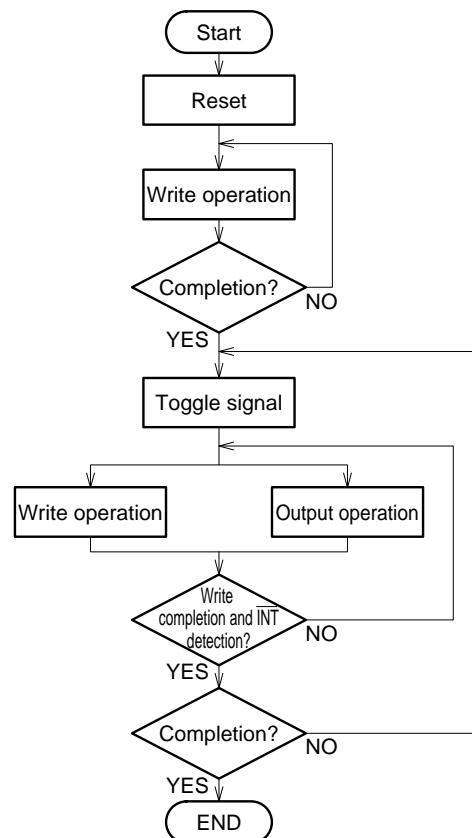 Start
Reset
Write operation
Completion?
NO
YES
Toggle signal
Write operation
Output operation
Write
completion and I̅N̅T̅
detection?
NO
YES
Completion?
NO
YES
END